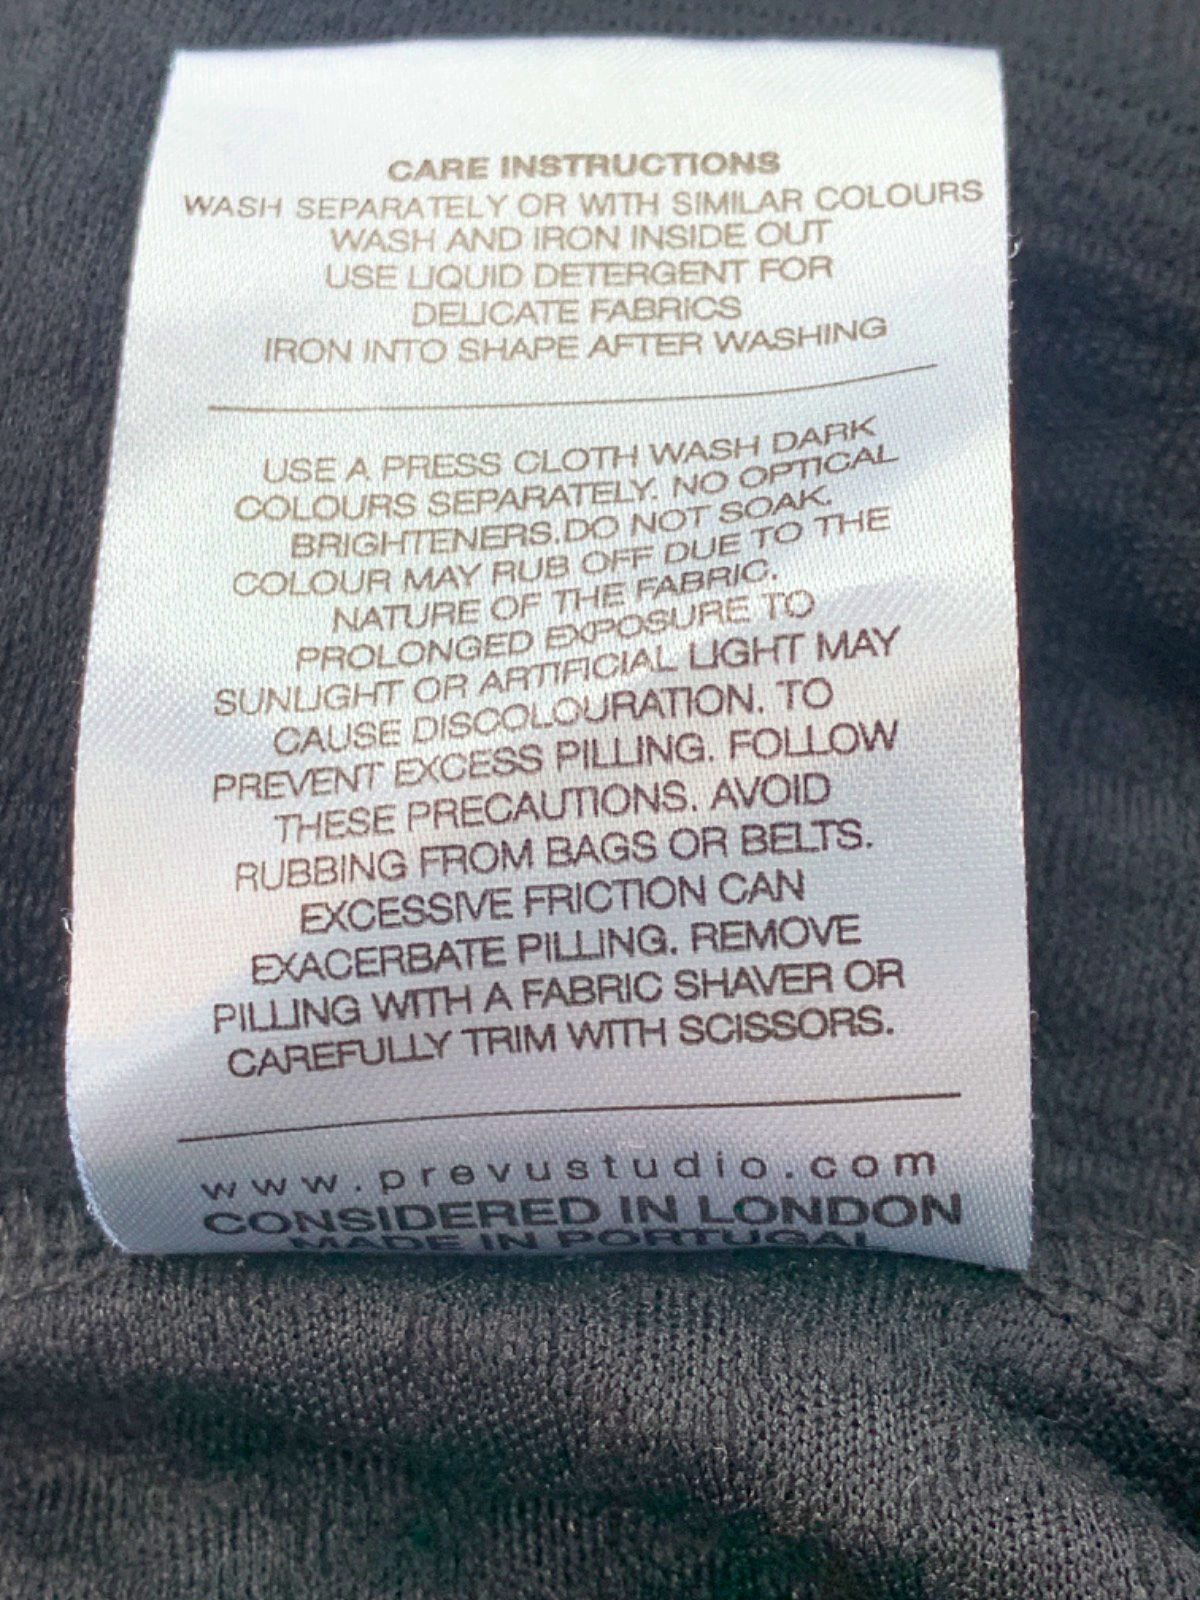 CARE INSTRUCTIONS
WASH SEPARATELY OR WITH SIMILAR COLOURS
WASH AND IRON INSIDE OUT
USE LIQUID DETERGENT FOR
DELICATE FABRICS
IRON INTO SHAPE AFTER WASHING
USE A PRESS CLOTH WASH DARK
COLOURS SEPARATELY. NO OPTICAL
BRIGHTENERS.DO NOT SOAK.
COLOUR MAY RUB OFF DUE TO THE
NATURE OF THE FABRIC.
PROLONGED EXPOSURE TO
SUNLIGHT OR ARTIFICIAL LIGHT MAY
CAUSE DISCOLOURATION. TO
PREVENT EXCESS PILLING. FOLLOW
THESE PRECAUTIONS. AVOID
RUBBING FROM BAGS OR BELTS.
EXCESSIVE FRICTION CAN
EXACERBATE PILLING. REMOVE
PILLING WITH A FABRIC SHAVER OR
CAREFULLY TRIM WITH SCISSORS.
www.prevustudio.com
CONSIDERED IN LONDON
MADE IN PORTUGAL